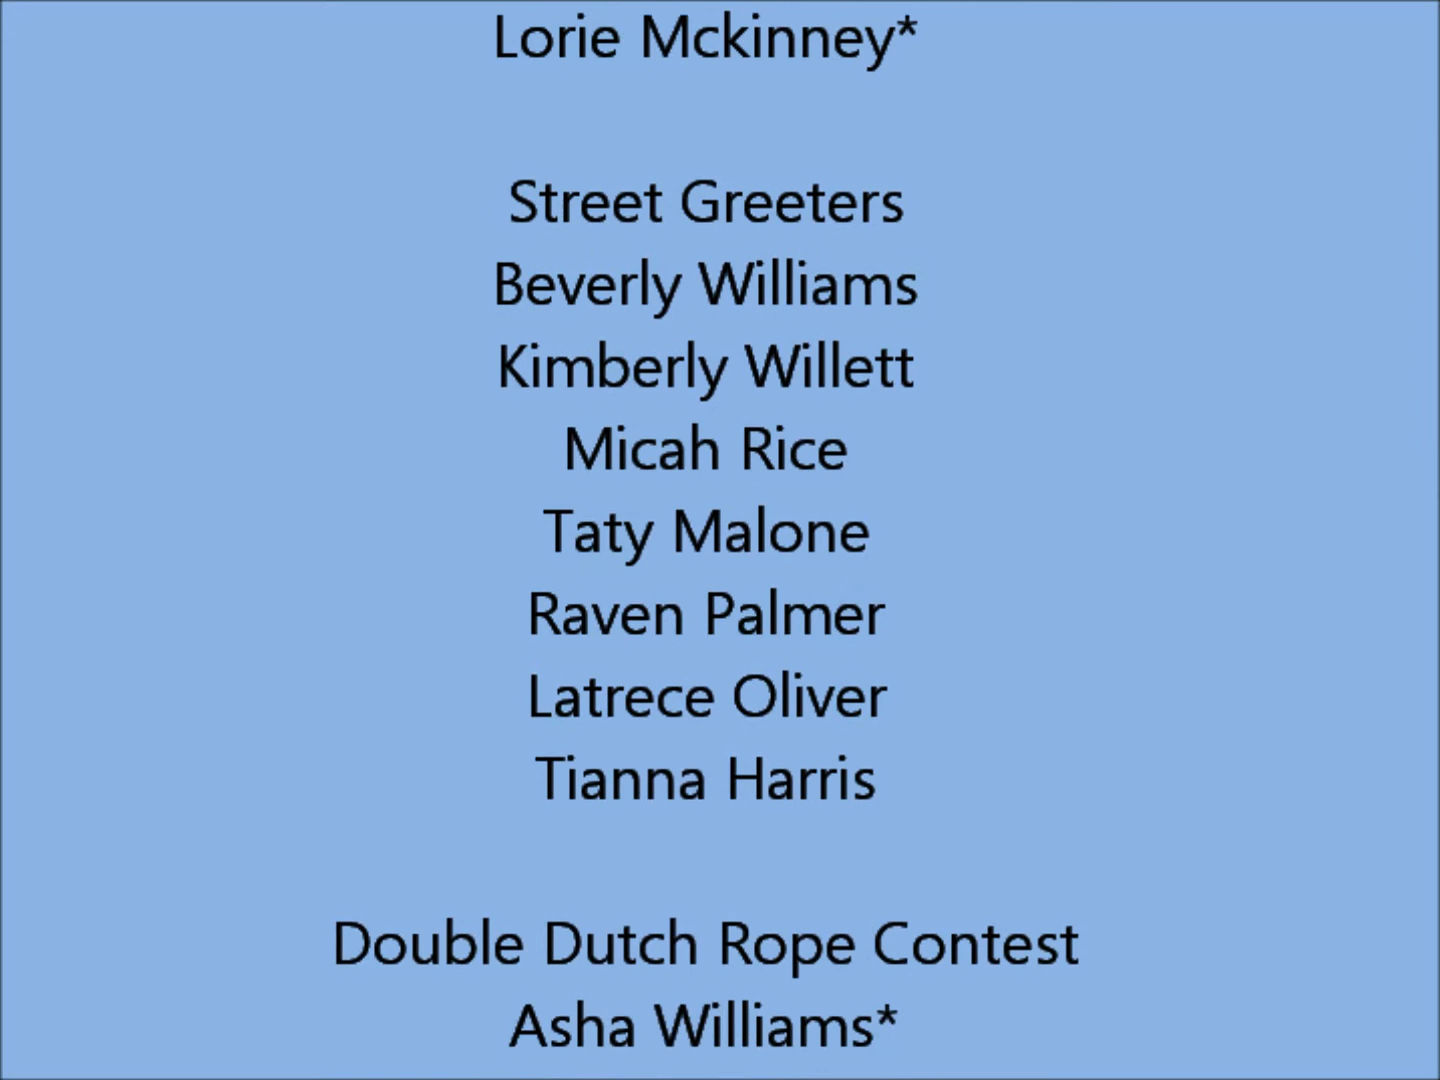 Lorie Mckinney*
Street Greeters
Beverly Williams
Kimberly Willett
Micah Rice
Taty Malone
Raven Palmer
Latrece Oliver
Tianna Harris
Double Dutch Rope Contest
Asha Williams*